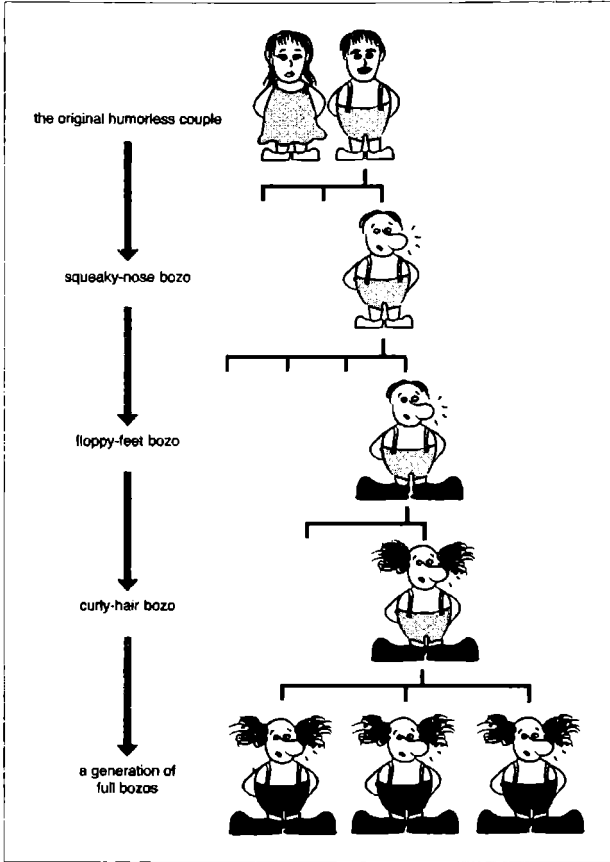 the original humorless couple
squeaky-nose bozo
floppy-feet bozo
curly-hair bozo
a generation of
full bozos